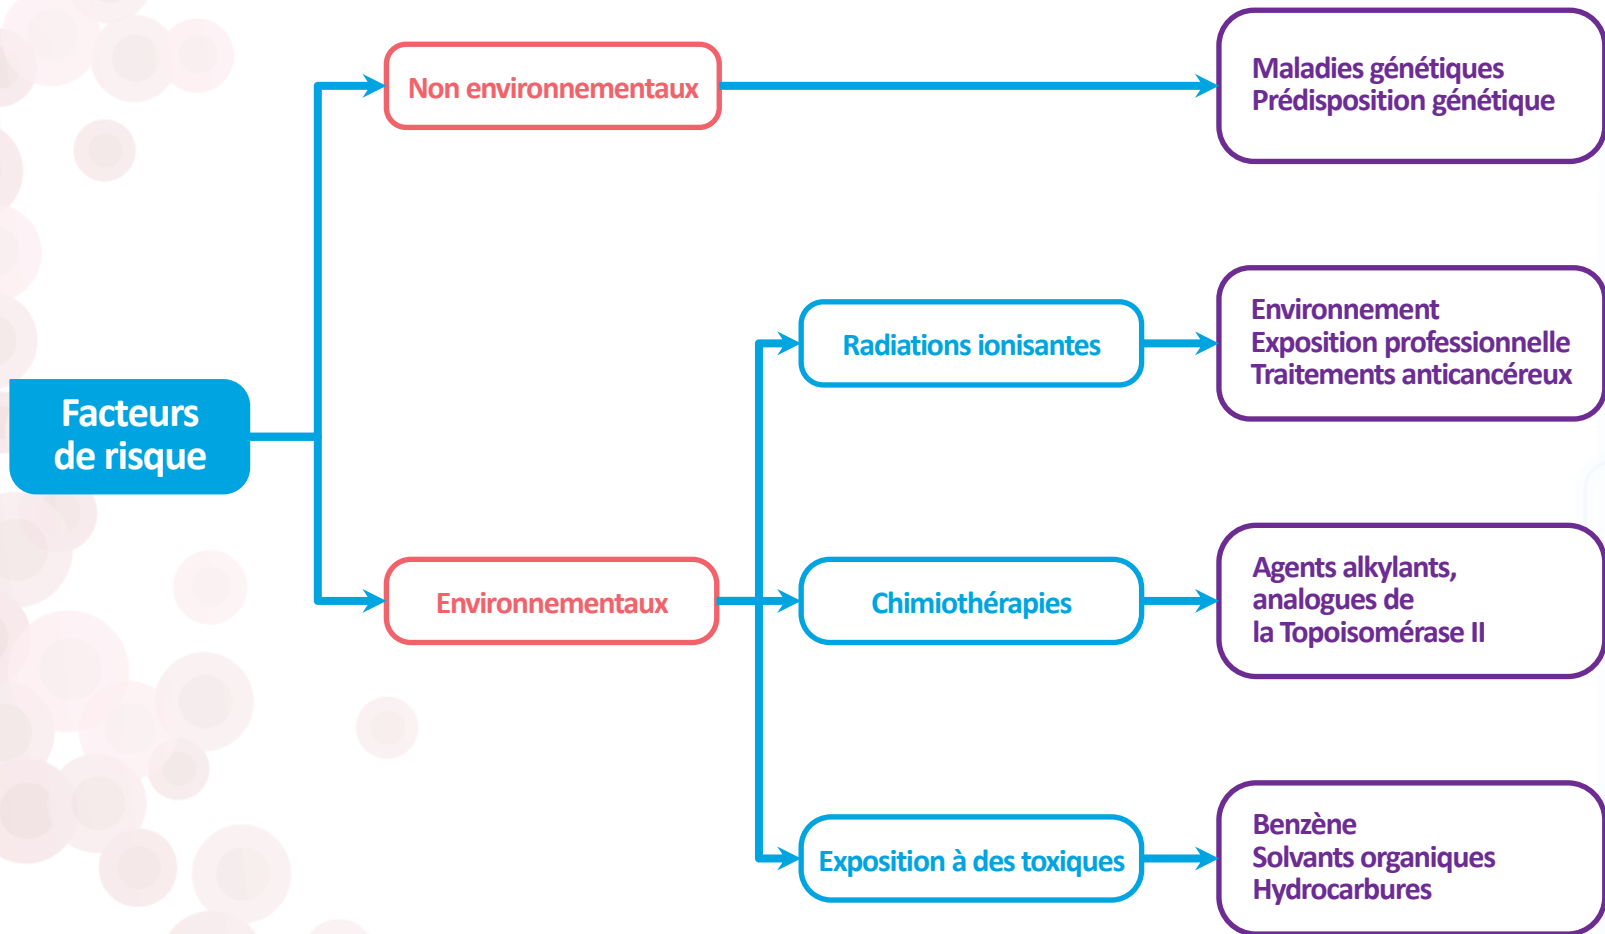 Facteurs
de risque
Non environnementaux
Maladies génétiques
Prédisposition génétique
Environnementaux
Radiations ionisantes
Environnement
Exposition professionnelle
Traitements anticancéreux
Chimiothérapies
Agents alkylants,
analogues de
la Topoisomérase II
Exposition à des toxiques
Benzène
Solvants organiques
Hydrocarbures